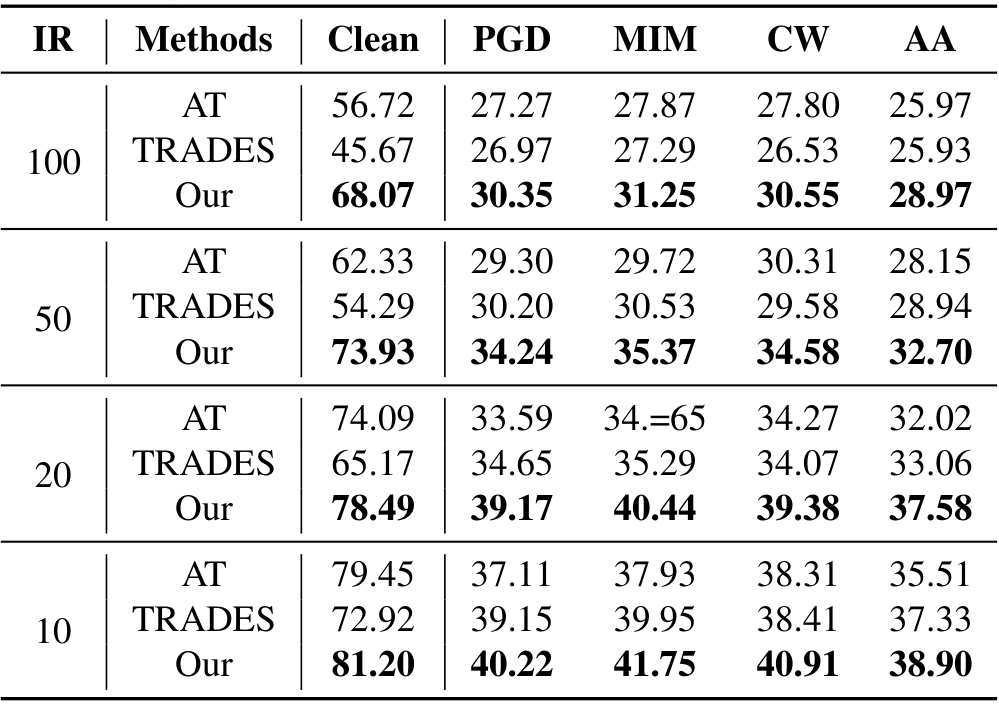 IR Methods Clean PGD MIM CW AA
AT 56.72 27.27 27.87 27.80 25.97
100 TRADES 45.67 26.97 27.29 26.53 25.93
Our 68.07 30.35 31.25 30.55 28.97
AT 62.33 29.30 29.72 30.31 28.15
50 TRADES 54.29 30.20 30.53 29.58 28.94
Our 73.93 34.24 35.37 34.58 32.70
AT 74.09 33.59 34.=65 34.27 32.02
20 TRADES 65.17 34.65 35.29 34.07 33.06
Our 78.49 39.17 40.44 39.38 37.58
AT 79.45 37.11 37.93 38.31 35.51
10 TRADES 72.92 39.15 39.95 38.41 37.33
Our 81.20 40.22 41.75 40.91 38.90